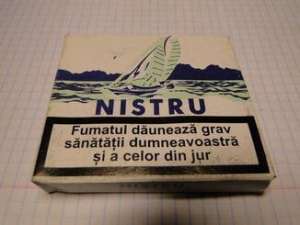 NISTRU
Fumatul dăunează grav
sănătății dumneavoastră
și a celor din jur